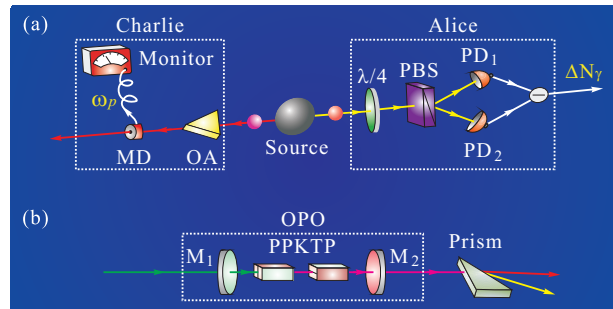 (a) Charlie Alice
Monitor
ωp
MD OA
Source
λ/4 PBS PD1
PD2
− ΔNγ
(b) OPO
M1 PPKTP M2 Prism